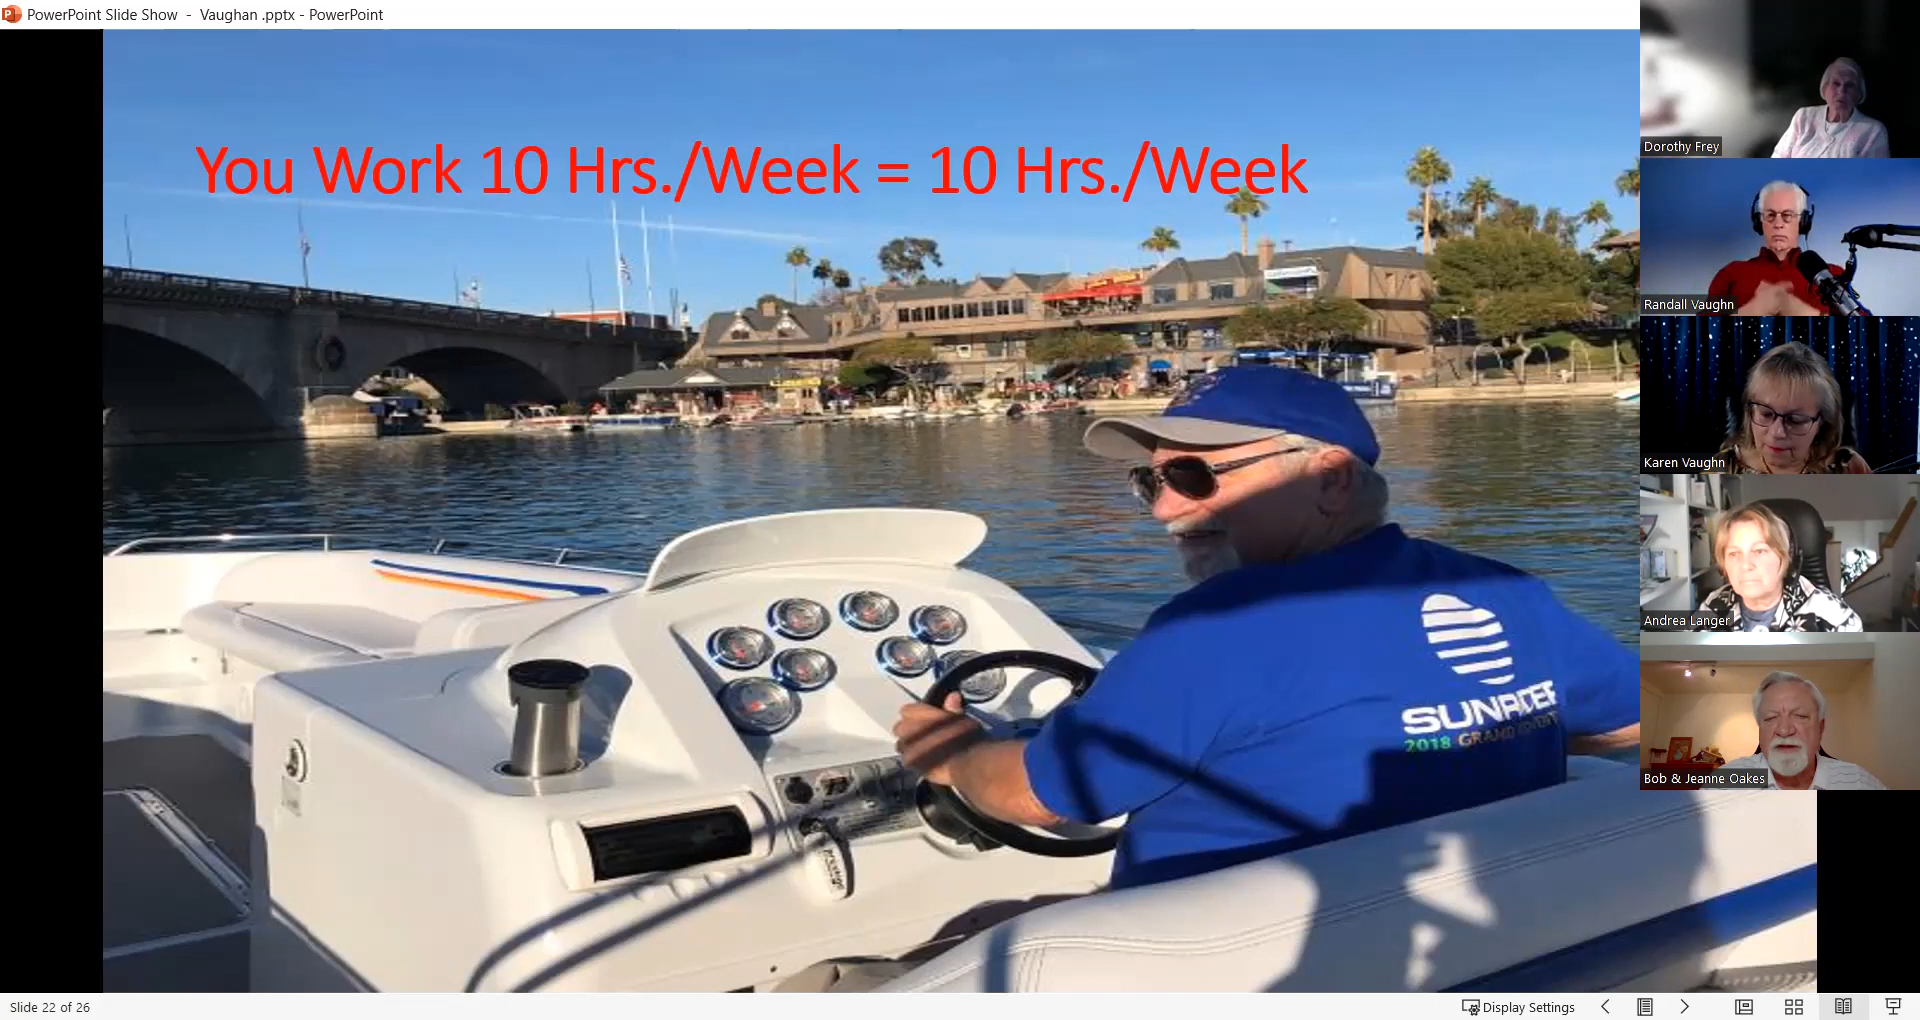 PowerPoint Slide Show - Vaughan .pptx - PowerPoint
You Work 10 Hrs./Week = 10 Hrs./Week
Dorothy Frey
Randall Vaughn
Karen Vaughn
Andrea Langer
Bob & Jeanne Oakes
SUNRIDER
2018 GRAND
Slide 22 of 26
Display Settings